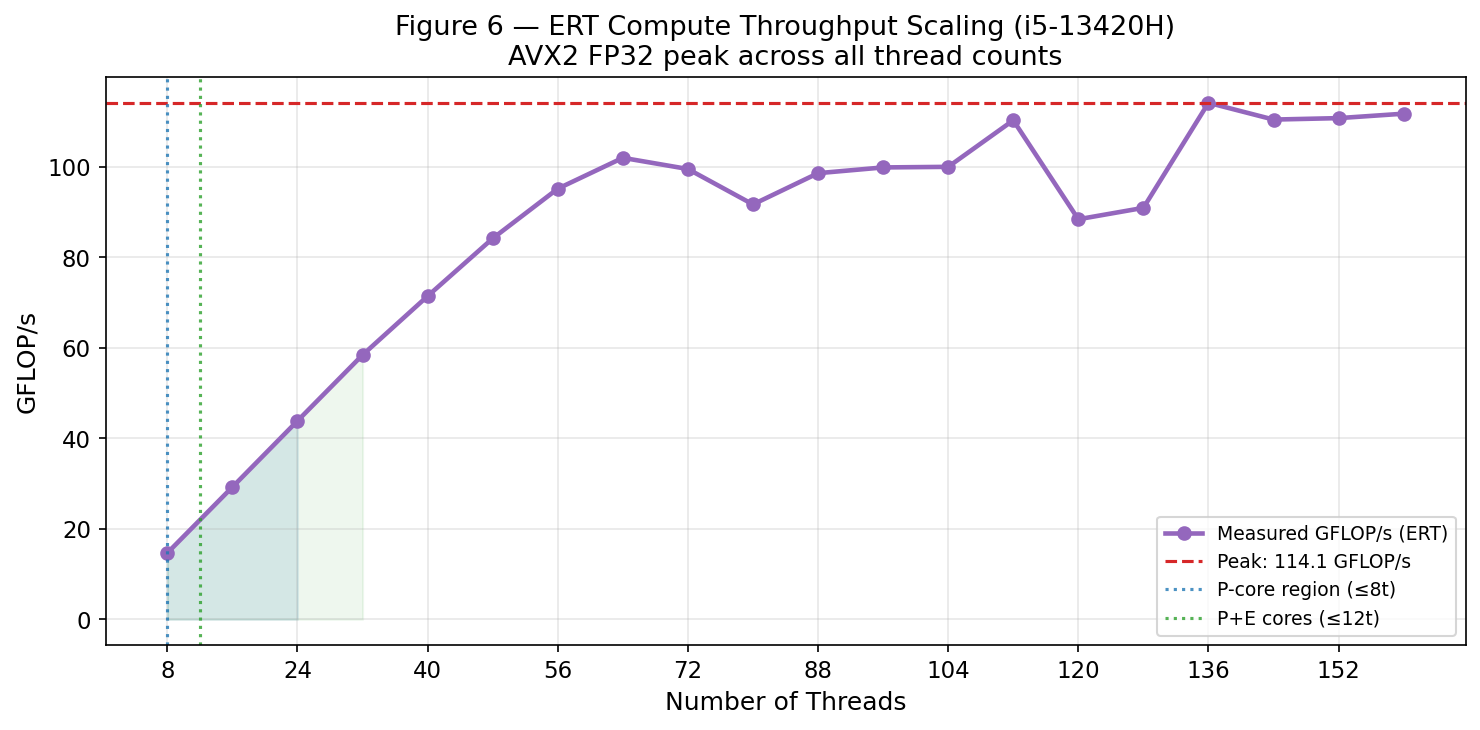 Figure 6 — ERT Compute Throughput Scaling (i5-13420H)
AVX2 FP32 peak across all thread counts
GFLOP/s
100
80
60
40
20
0
8
24
40
56
72
88
104
120
136
152
Number of Threads
Measured GFLOP/s (ERT)
Peak: 114.1 GFLOP/s
P-core region (≤8t)
P+E cores (≤12t)